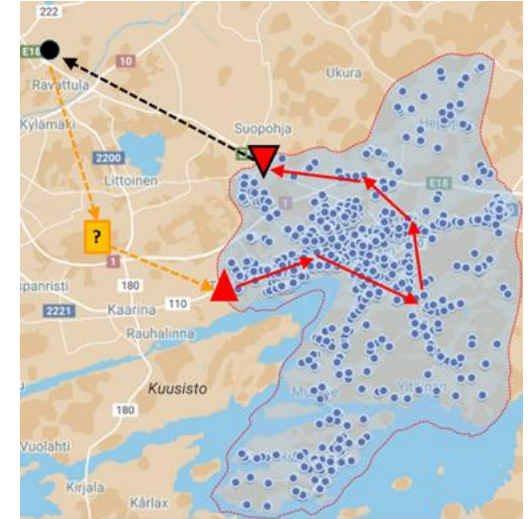 222
E18
10
Ravattula
Ukura
Kylämäki
Suopohja
2200
Littoinen
E18
1
?
1
spanristi
180
110
2221
Kaarina
Rauhalinna
Kuusisto
180
Vuolahti
Kirjala
Kårlax